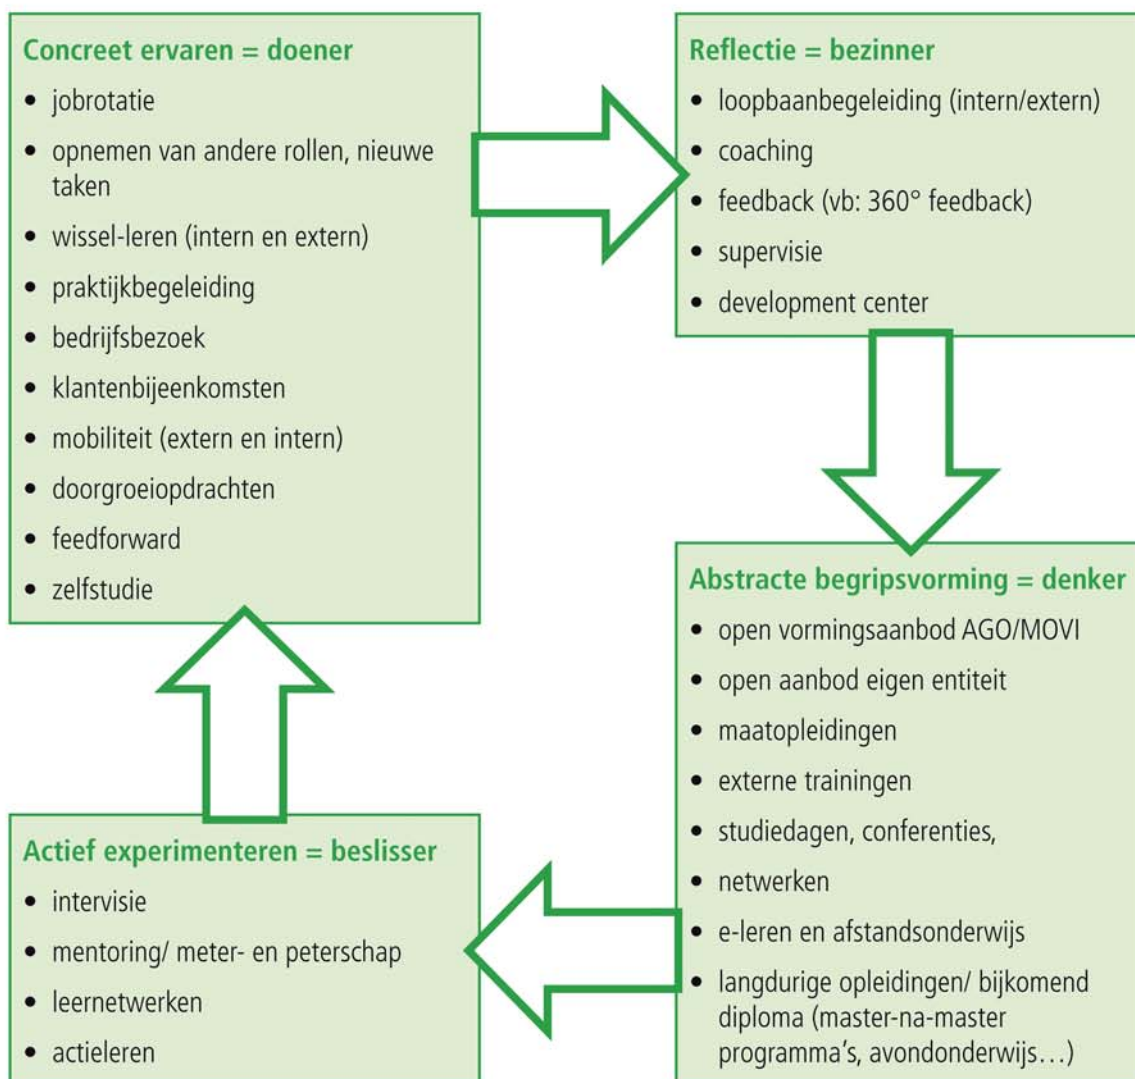 Concreet ervaren = doener
• jobrotatie
• opnemen van andere rollen, nieuwe
taken
• wissel-leren (intern en extern)
• praktijkbegeleiding
• bedrijfsbezoek
• klantenbijeenkomsten
• mobiliteit (extern en intern)
• doorgroeiopdrachten
• feedforward
• zelfstudie
Reflectie = bezinner
• loopbaanbegeleiding (intern/extern)
• coaching
• feedback (vb: 360° feedback)
• supervisie
• development center
Abstracte begripsvorming = denker
• open vormingsaanbod AGO/MOVI
• open aanbod eigen entiteit
• maatopleidingen
• externe trainingen
• studiedagen, conferenties,
• netwerken
• e-leren en afstandsonderwijs
• langdurige opleidingen/ bijkomend
diploma (master-na-master
programma's, avondonderwijs…)
Actief experimenteren = beslisser
• intervisie
• mentoring/ meter- en peterschap
• leernetwerken
• actieleren